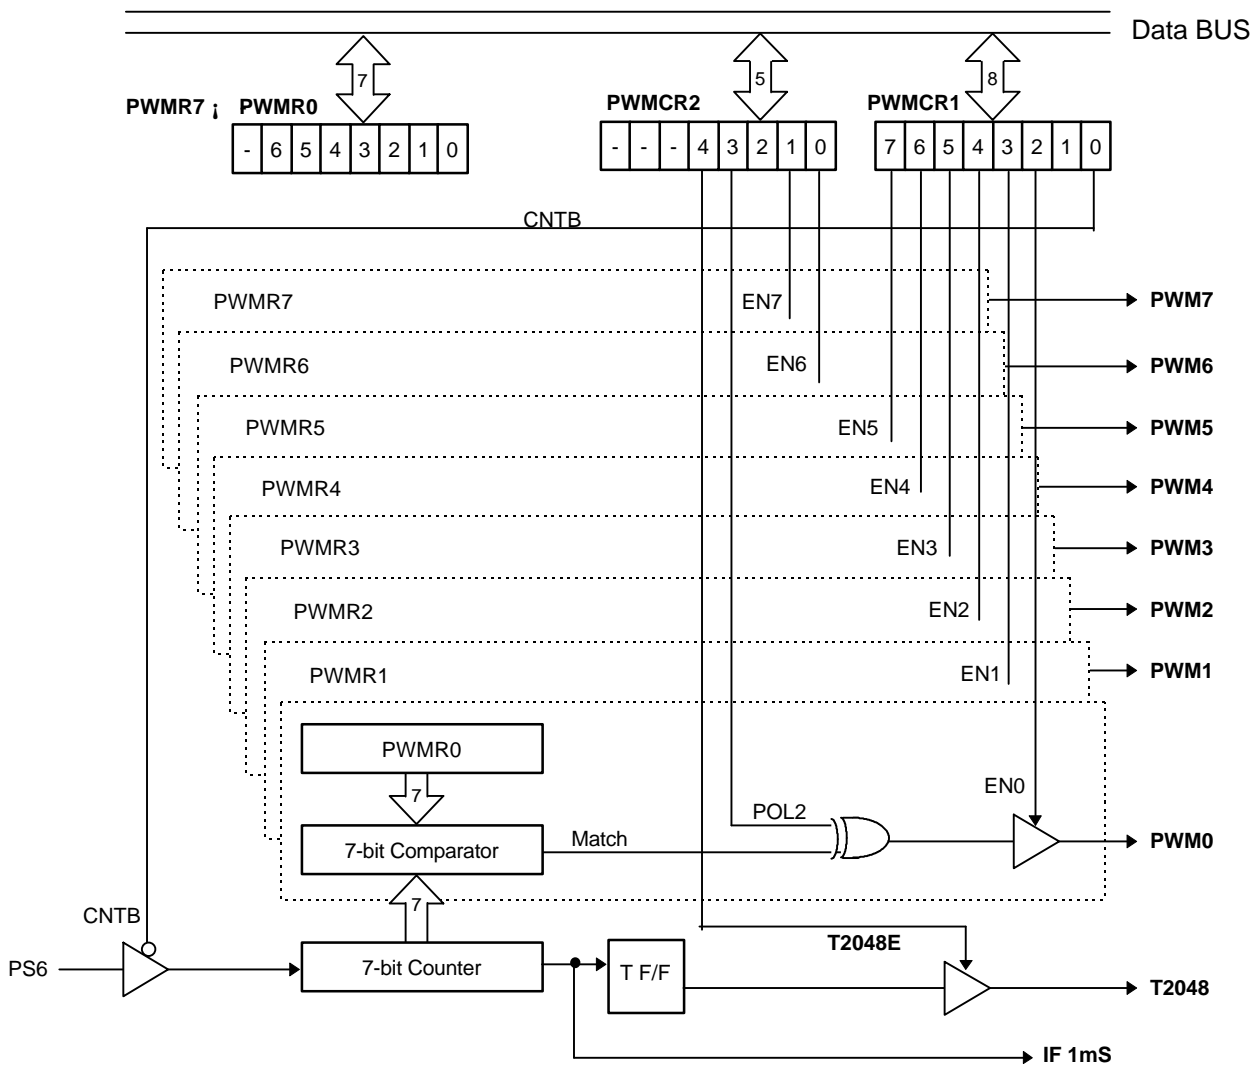 Data BUS
7
5
8
PWMR7 ¡ PWMR0
PWMCR2
PWMCR1
- 6 5 4 3 2 1 0
- - - 4 3 2 1 0
7 6 5 4 3 2 1 0
CNTB
PWMR7
EN7
PWM7
PWMR6
EN6
PWM6
PWMR5
EN5
PWM5
PWMR4
EN4
PWM4
PWMR3
EN3
PWM3
PWMR2
EN2
PWM2
PWMR1
EN1
PWM1
PWMR0
7
EN0
POL2
7-bit Comparator
Match
PWM0
7
CNTB
T2048E
PS6
7-bit Counter
T F/F
T2048
IF 1mS